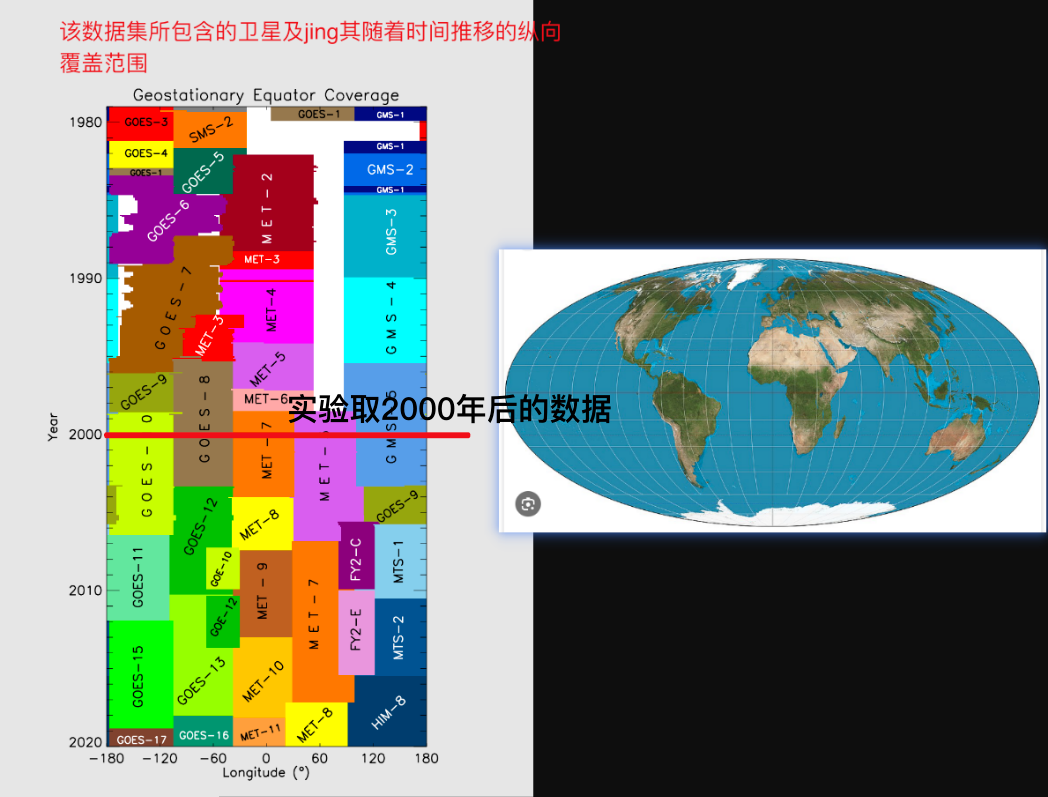 该数据集所包含的卫星及jing其随着时间推移的纵向
覆盖范围
Geostationary Equator Coverage
GOES-3
SMS-2
GOES-1
GMS-1
1980
GOES-4
GOES-1
GOES-5
GMS-1
GMS-2
GMS-1
GOES-6
MET-2
GMS-3
MET-3
1990
GOES-7
MET-3
MET-4
GMS-4
MET-5
GOES-9
GOES-8
MET-6
实验取2000年后的数据
Year
2000
MET-7
GOES-9
GOES-12
MET-8
GOE-10
FY2-C
MTS-1
GOES-11
MET-9
MET-7
2010
GOE-12
FY2-E
MTS-2
GOES-15
GOES-13
MET-10
HIM-8
MET-8
GOES-17
GOES-16
MET-11
2020
-180 -120 -60 0 60 120 180
Longitude (°)